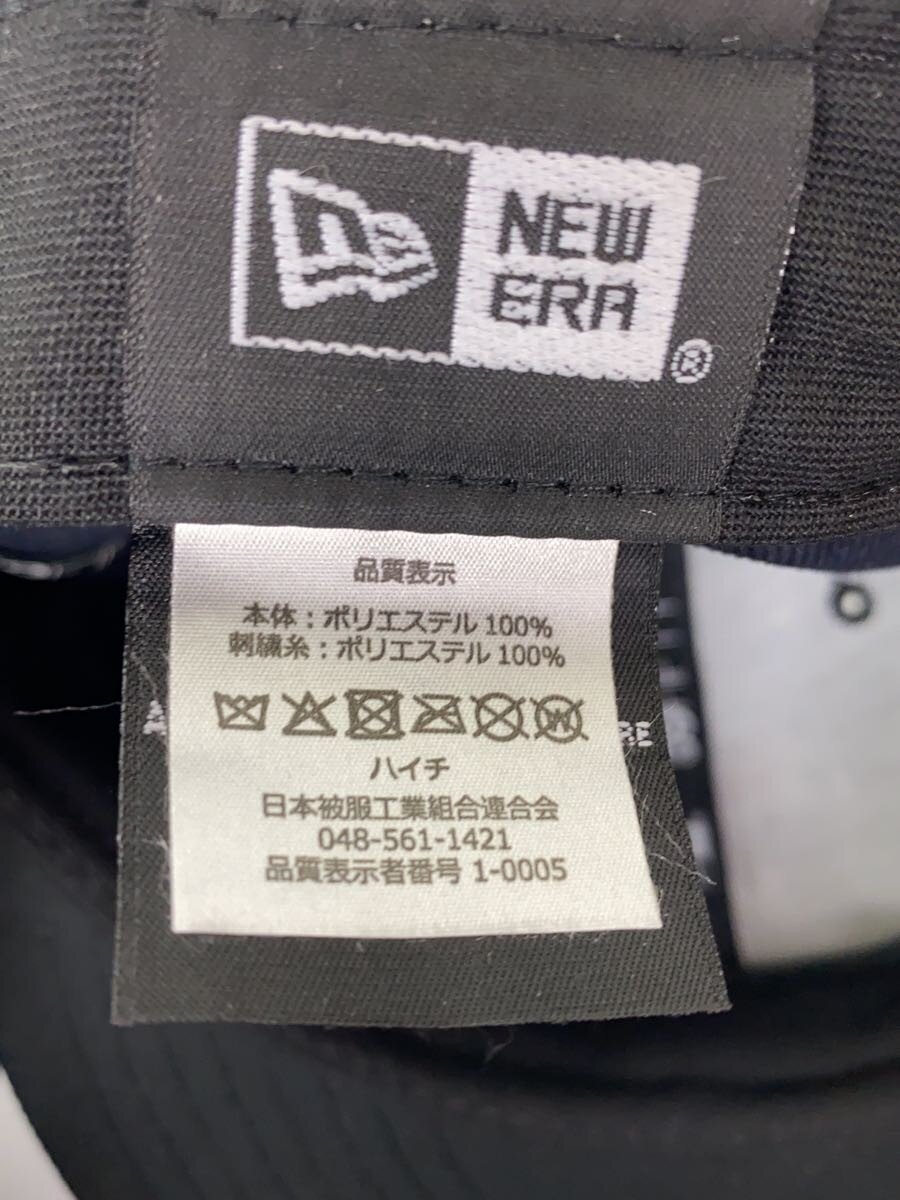 NEW
ERA
®
品質表示
本体：ポリエステル 100%
刺繍糸：ポリエステル 100%
ハイチ
日本被服工業組合連合会
048-561-1421
品質表示者番号 1-0005